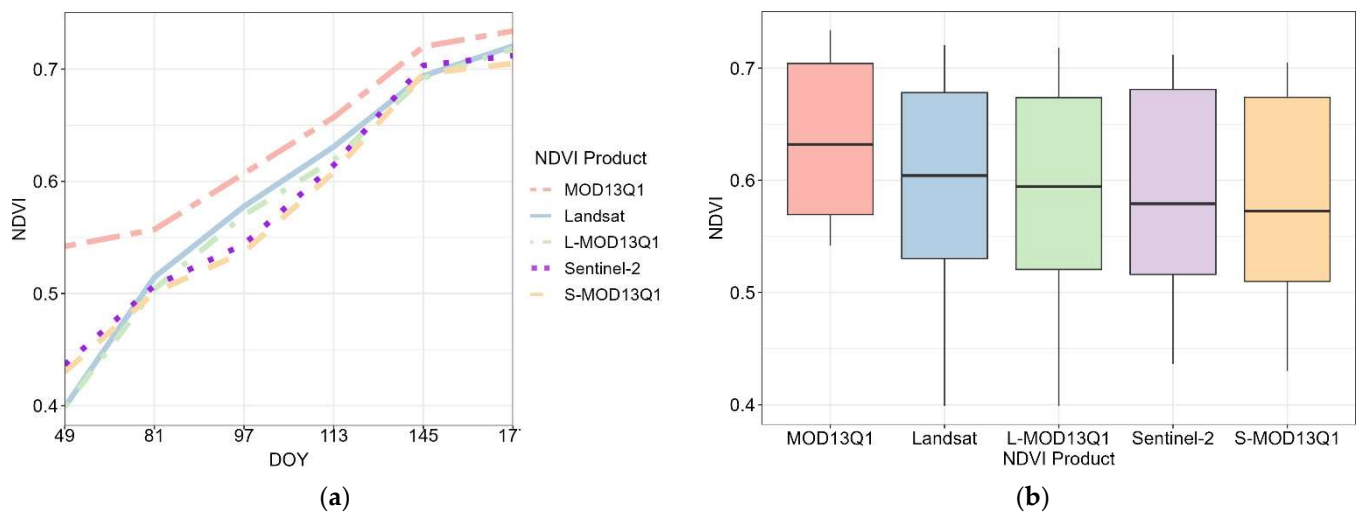 0.7
0.6
0.5
0.4
NDVI
49 81 97 113 145 17
DOY
NDVI Product
MOD13Q1
Landsat
L-MOD13Q1
Sentinel-2
S-MOD13Q1
(a)
0.7
0.6
0.5
0.4
NDVI
MOD13Q1 Landsat L-MOD13Q1 Sentinel-2 S-MOD13Q1
NDVI Product
(b)